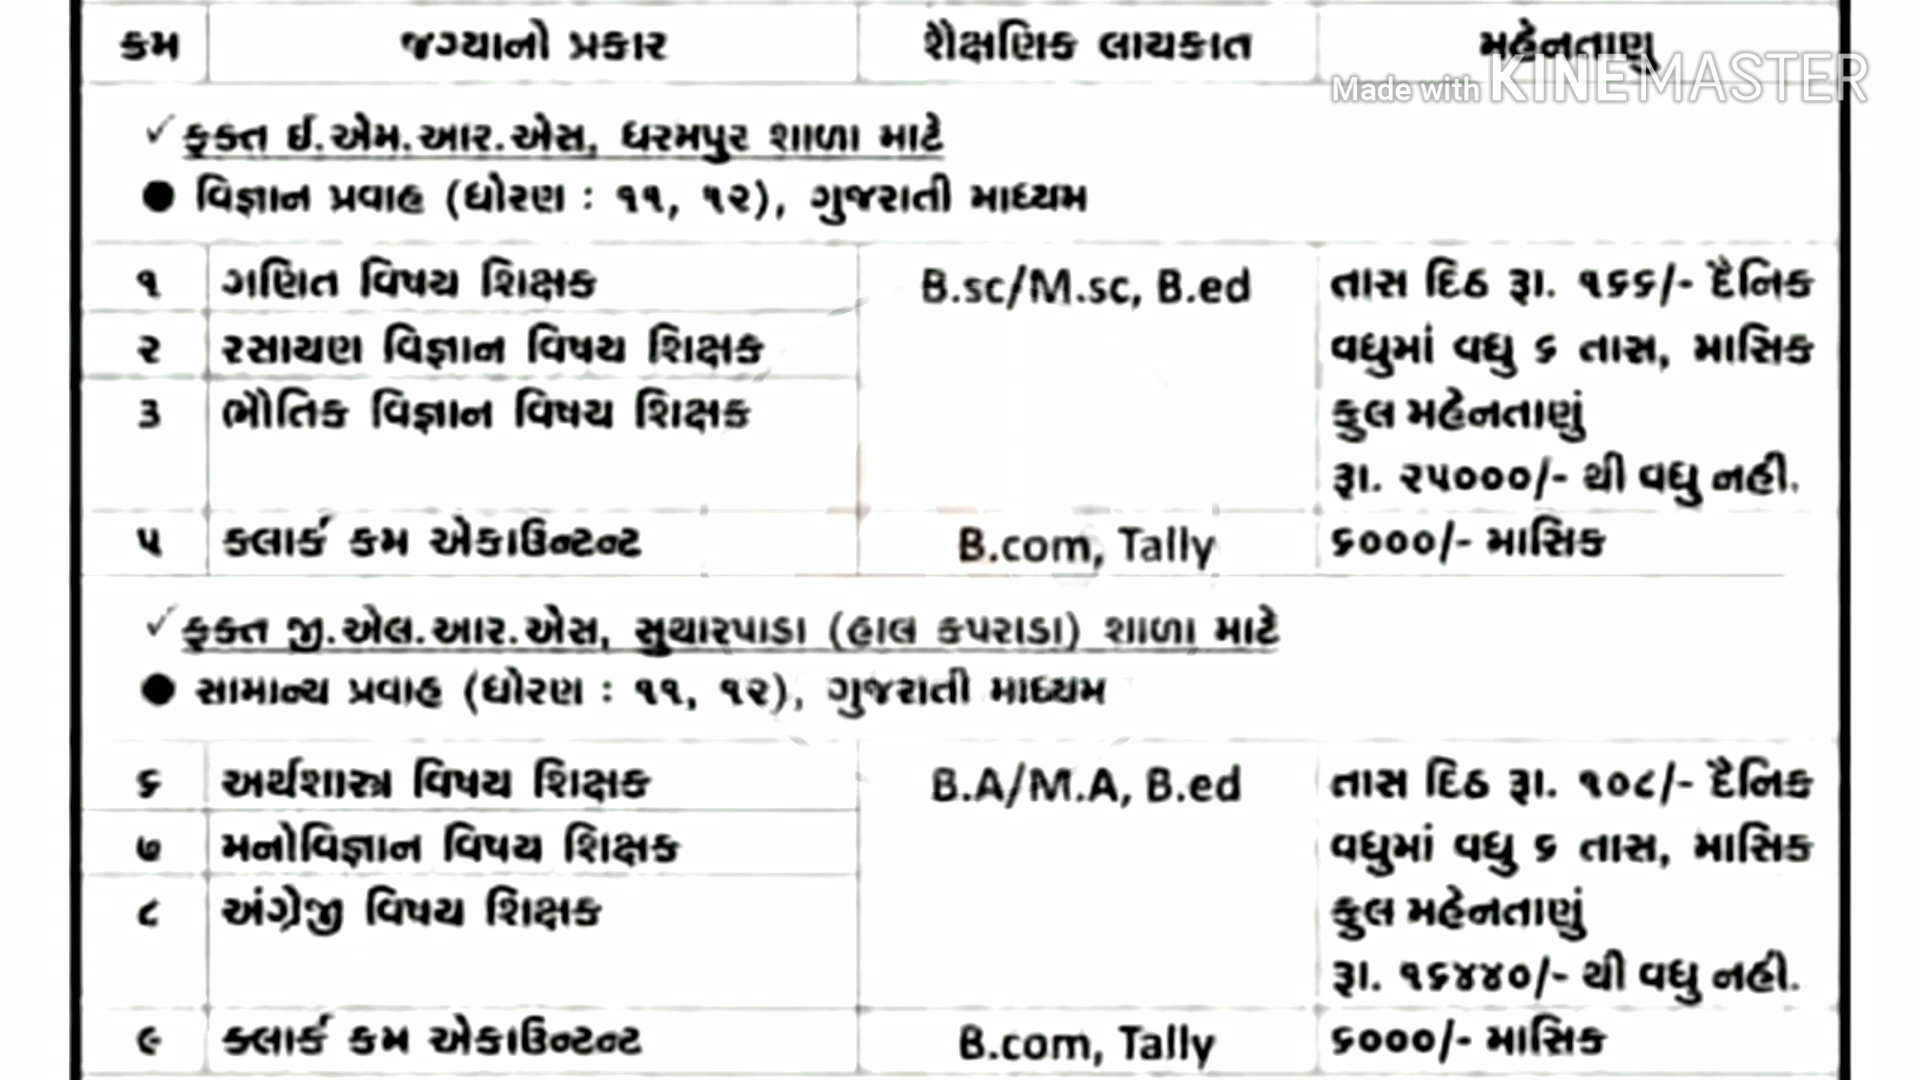 ક્રમ જગ્યાનો પ્રકાર શૈક્ષણિક લાયકાત મહેનતાણુ
Made with KINEMASTER
✓ ફક્ત ઈ.એમ.આર.એસ, ધરમપુર શાળા માટે
● વિજ્ઞાન પ્રવાહ (ધોરણ : ૧૧, ૧૨), ગુજરાતી માધ્યમ
૧ ગણિત વિષય શિક્ષક B.sc/M.sc, B.ed તાસ દિઠ રૂા. ૧૬૬/- દૈનિક
૨ રસાયણ વિજ્ઞાન વિષય શિક્ષક વધુમાં વધુ ૬ તાસ, માસિક
૩ ભૌતિક વિજ્ઞાન વિષય શિક્ષક કુલ મહેનતાણું
રૂા. ૨૫૦૦૦/- થી વધુ નહી.
૫ ક્લાર્ક કમ એકાઉન્ટન્ટ B.com, Tally ૬૦૦૦/- માસિક
✓ ફક્ત જી.એલ.આર.એસ, સુથારપાડા (હાલ કપરાડા) શાળા માટે
● સામાન્ય પ્રવાહ (ધોરણ : ૧૧, ૧૨), ગુજરાતી માધ્યમ
૬ અર્થશાસ્ત્ર વિષય શિક્ષક B.A/M.A, B.ed તાસ દિઠ રૂા. ૧૦૮/- દૈનિક
૭ મનોવિજ્ઞાન વિષય શિક્ષક વધુમાં વધુ ૬ તાસ, માસિક
૮ અંગ્રેજી વિષય શિક્ષક કુલ મહેનતાણું
રૂા. ૧૬૪૪૦/- થી વધુ નહી.
૯ ક્લાર્ક કમ એકાઉન્ટન્ટ B.com, Tally ૬૦૦૦/- માસિક